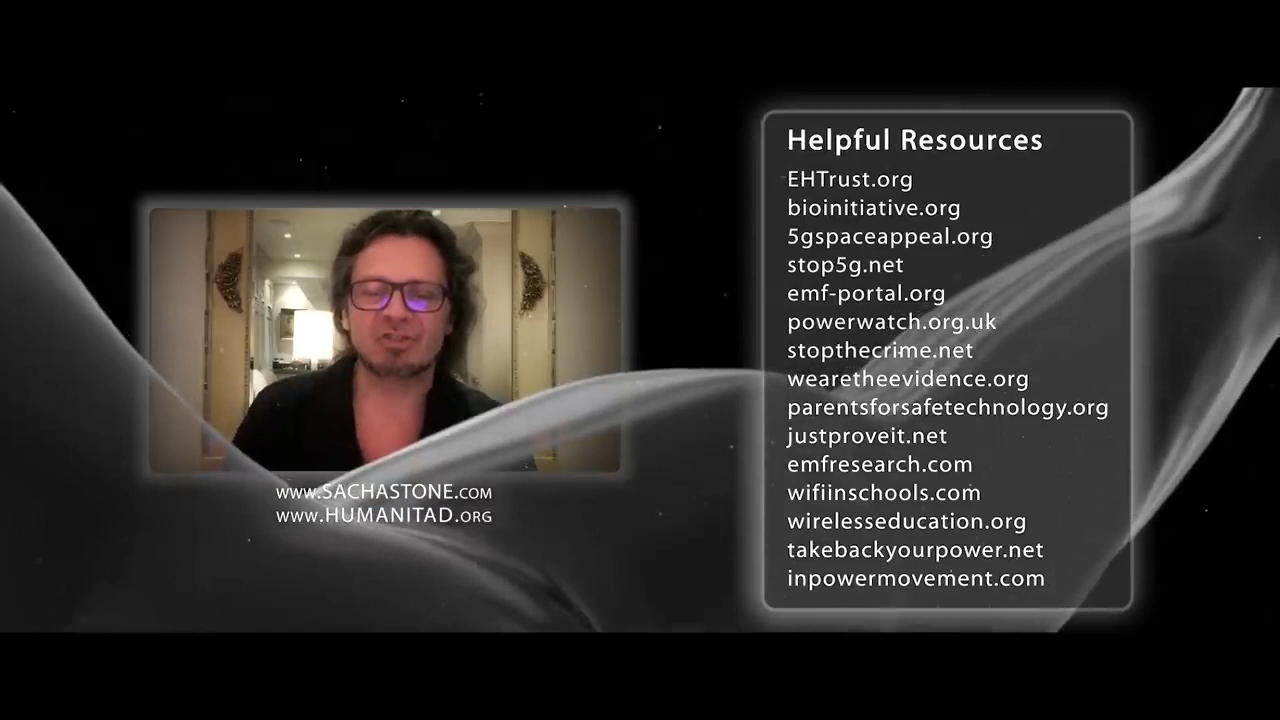 www.SACHASTONE.COM
www.HUMANITAD.ORG
Helpful Resources
EHTrust.org
bioinitiative.org
5gspaceappeal.org
stop5g.net
emf-portal.org
powerwatch.org.uk
stopthecrime.net
wearetheevidence.org
parentsforsafetechnology.org
justproveit.net
emfresearch.com
wifiinschools.com
wirelesseducation.org
takebackyourpower.net
inpowermovement.com